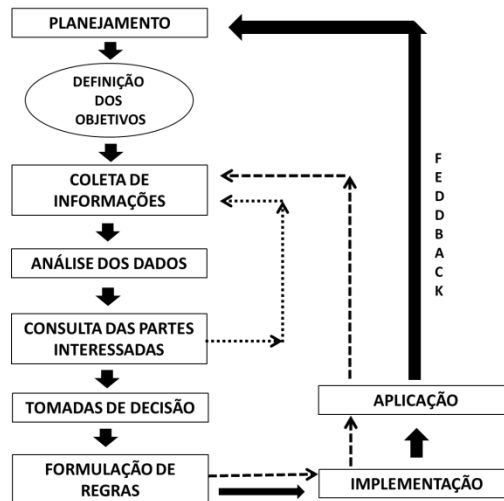 PLANEJAMENTO
DEFINIÇÃO
DOS
OBJETIVOS
COLETA DE
INFORMAÇÕES
ANÁLISE DOS DADOS
CONSULTA DAS PARTES
INTERESSADAS
TOMADAS DE DECISÃO
FORMULAÇÃO DE
REGRAS
IMPLEMENTAÇÃO
APLICAÇÃO
F
E
D
D
B
A
C
K